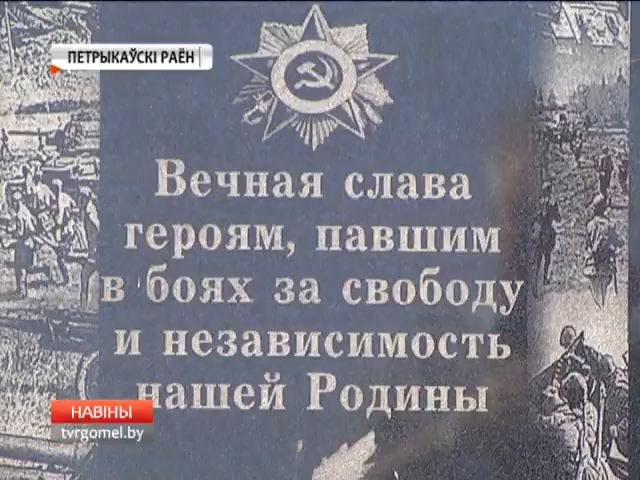 ПЕТРЫКАЎСКІ РАЁН
Вечная слава
героям, павшим
в боях за свободу
и независимость
нашей Родины
НАВІНЫ
tvrgomel.by